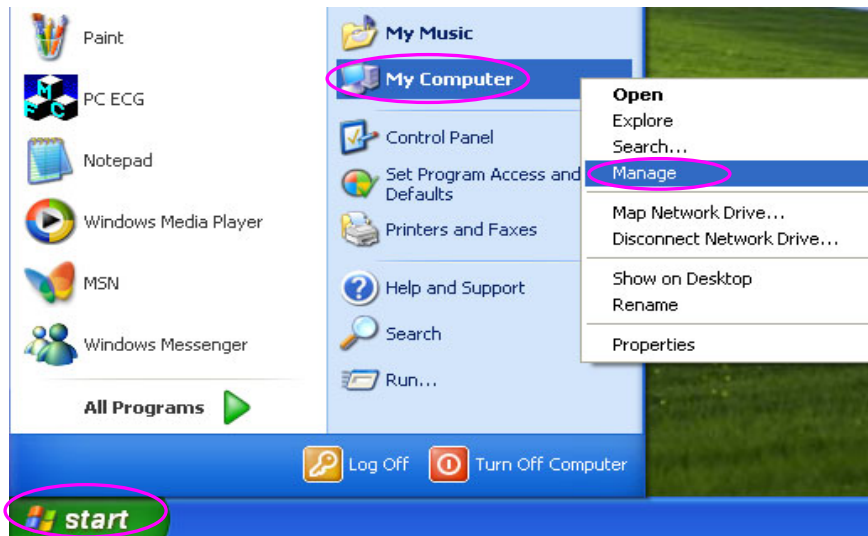 Paint
PC ECG
Notepad
Windows Media Player
MSN
Windows Messenger
All Programs
My Music
My Computer
Control Panel
Set Program Access and
Defaults
Printers and Faxes
Help and Support
Search
Run...
Open
Explore
Search...
Manage
Map Network Drive...
Disconnect Network Drive...
Show on Desktop
Rename
Properties
Log Off
Turn Off Computer
start